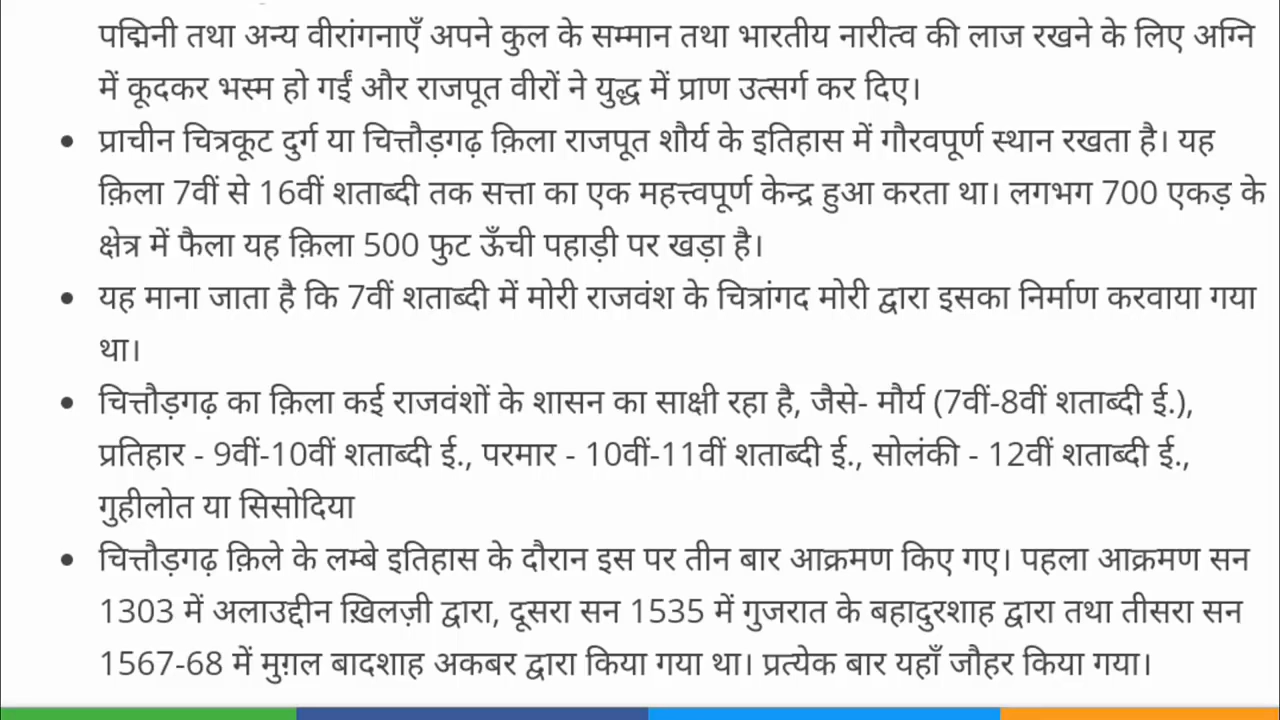 पद्मिनी तथा अन्य वीरांगनाएँ अपने कुल के सम्मान तथा भारतीय नारीत्व की लाज रखने के लिए अग्नि
में कूदकर भस्म हो गईं और राजपूत वीरों ने युद्ध में प्राण उत्सर्ग कर दिए।
• प्राचीन चित्रकूट दुर्ग या चित्तौड़गढ़ क़िला राजपूत शौर्य के इतिहास में गौरवपूर्ण स्थान रखता है। यह
क़िला 7वीं से 16वीं शताब्दी तक सत्ता का एक महत्त्वपूर्ण केन्द्र हुआ करता था। लगभग 700 एकड़ के
क्षेत्र में फैला यह क़िला 500 फुट ऊँची पहाड़ी पर खड़ा है।
• यह माना जाता है कि 7वीं शताब्दी में मोरी राजवंश के चित्रांगद मोरी द्वारा इसका निर्माण करवाया गया
था।
• चित्तौड़गढ़ का क़िला कई राजवंशों के शासन का साक्षी रहा है, जैसे- मौर्य (7वीं-8वीं शताब्दी ई.),
प्रतिहार - 9वीं-10वीं शताब्दी ई., परमार - 10वीं-11वीं शताब्दी ई., सोलंकी - 12वीं शताब्दी ई.,
गुहीलोत या सिसोदिया
• चित्तौड़गढ़ क़िले के लम्बे इतिहास के दौरान इस पर तीन बार आक्रमण किए गए। पहला आक्रमण सन
1303 में अलाउद्दीन ख़िलज़ी द्वारा, दूसरा सन 1535 में गुजरात के बहादुरशाह द्वारा तथा तीसरा सन
1567-68 में मुग़ल बादशाह अकबर द्वारा किया गया था। प्रत्येक बार यहाँ जौहर किया गया।